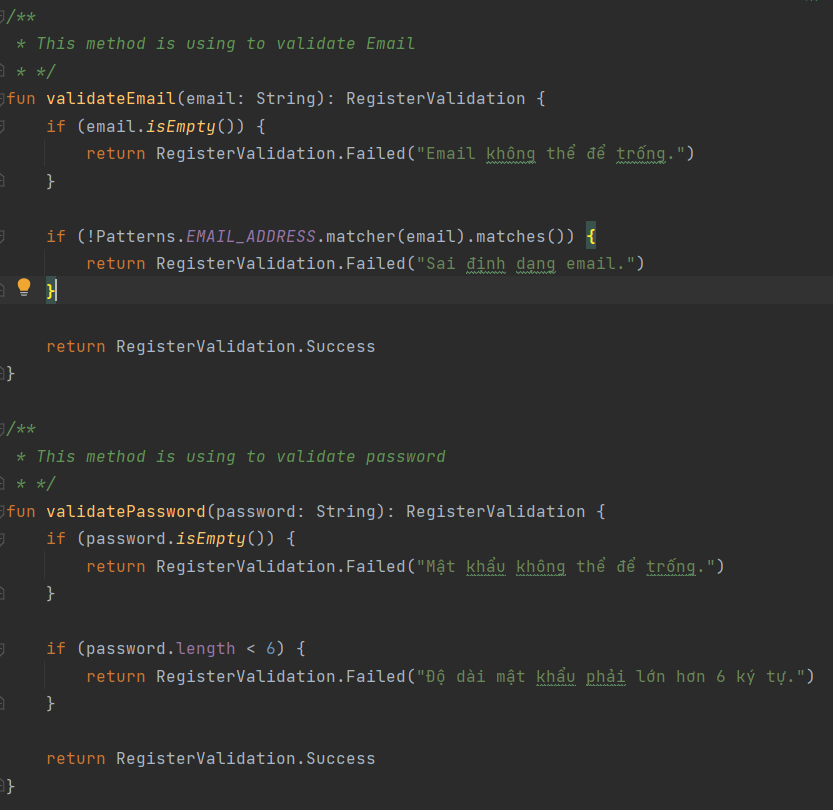 /**
 * This method is using to validate Email
 * */
fun validateEmail(email: String): RegisterValidation {
    if (email.isEmpty()) {
        return RegisterValidation.Failed("Email không thể để trống.")
    }
    if (!Patterns.EMAIL_ADDRESS.matcher(email).matches()) {
        return RegisterValidation.Failed("Sai định dạng email.")
    }
    return RegisterValidation.Success
}
/**
 * This method is using to validate password
 * */
fun validatePassword(password: String): RegisterValidation {
    if (password.isEmpty()) {
        return RegisterValidation.Failed("Mật khẩu không thể để trống.")
    }
    if (password.length < 6) {
        return RegisterValidation.Failed("Độ dài mật khẩu phải lớn hơn 6 ký tự.")
    }
    return RegisterValidation.Success
}